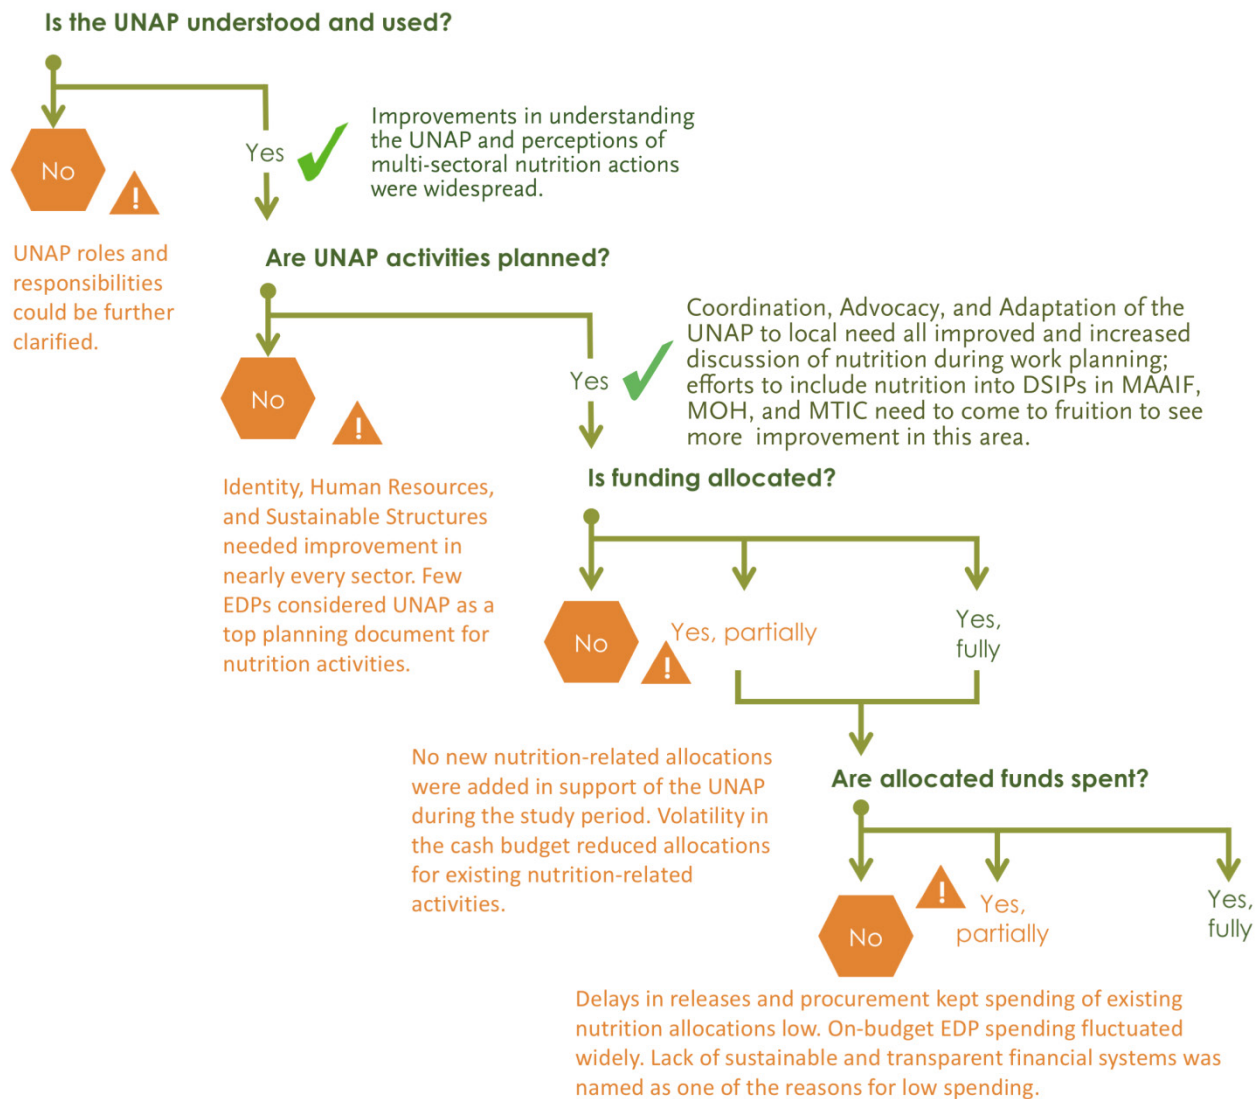 Is the UNAP understood and used?
No
!
Yes
Improvements in understanding
the UNAP and perceptions of
multi-sectoral nutrition actions
were widespread.
UNAP roles and
responsibilities
could be further
clarified.
Are UNAP activities planned?
No
!
Yes
Coordination, Advocacy, and Adaptation of the
UNAP to local need all improved and increased
discussion of nutrition during work planning;
efforts to include nutrition into DSIPs in MAAIF,
MOH, and MTIC need to come to fruition to see
more improvement in this area.
Identity, Human Resources,
and Sustainable Structures
needed improvement in
nearly every sector. Few
EDPs considered UNAP as a
top planning document for
nutrition activities.
Is funding allocated?
No
!
Yes, partially
Yes,
fully
No new nutrition-related allocations
were added in support of the UNAP
during the study period. Volatility in
the cash budget reduced allocations
for existing nutrition-related
activities.
Are allocated funds spent?
No
!
Yes,
partially
Yes,
fully
Delays in releases and procurement kept spending of existing
nutrition allocations low. On-budget EDP spending fluctuated
widely. Lack of sustainable and transparent financial systems was
named as one of the reasons for low spending.